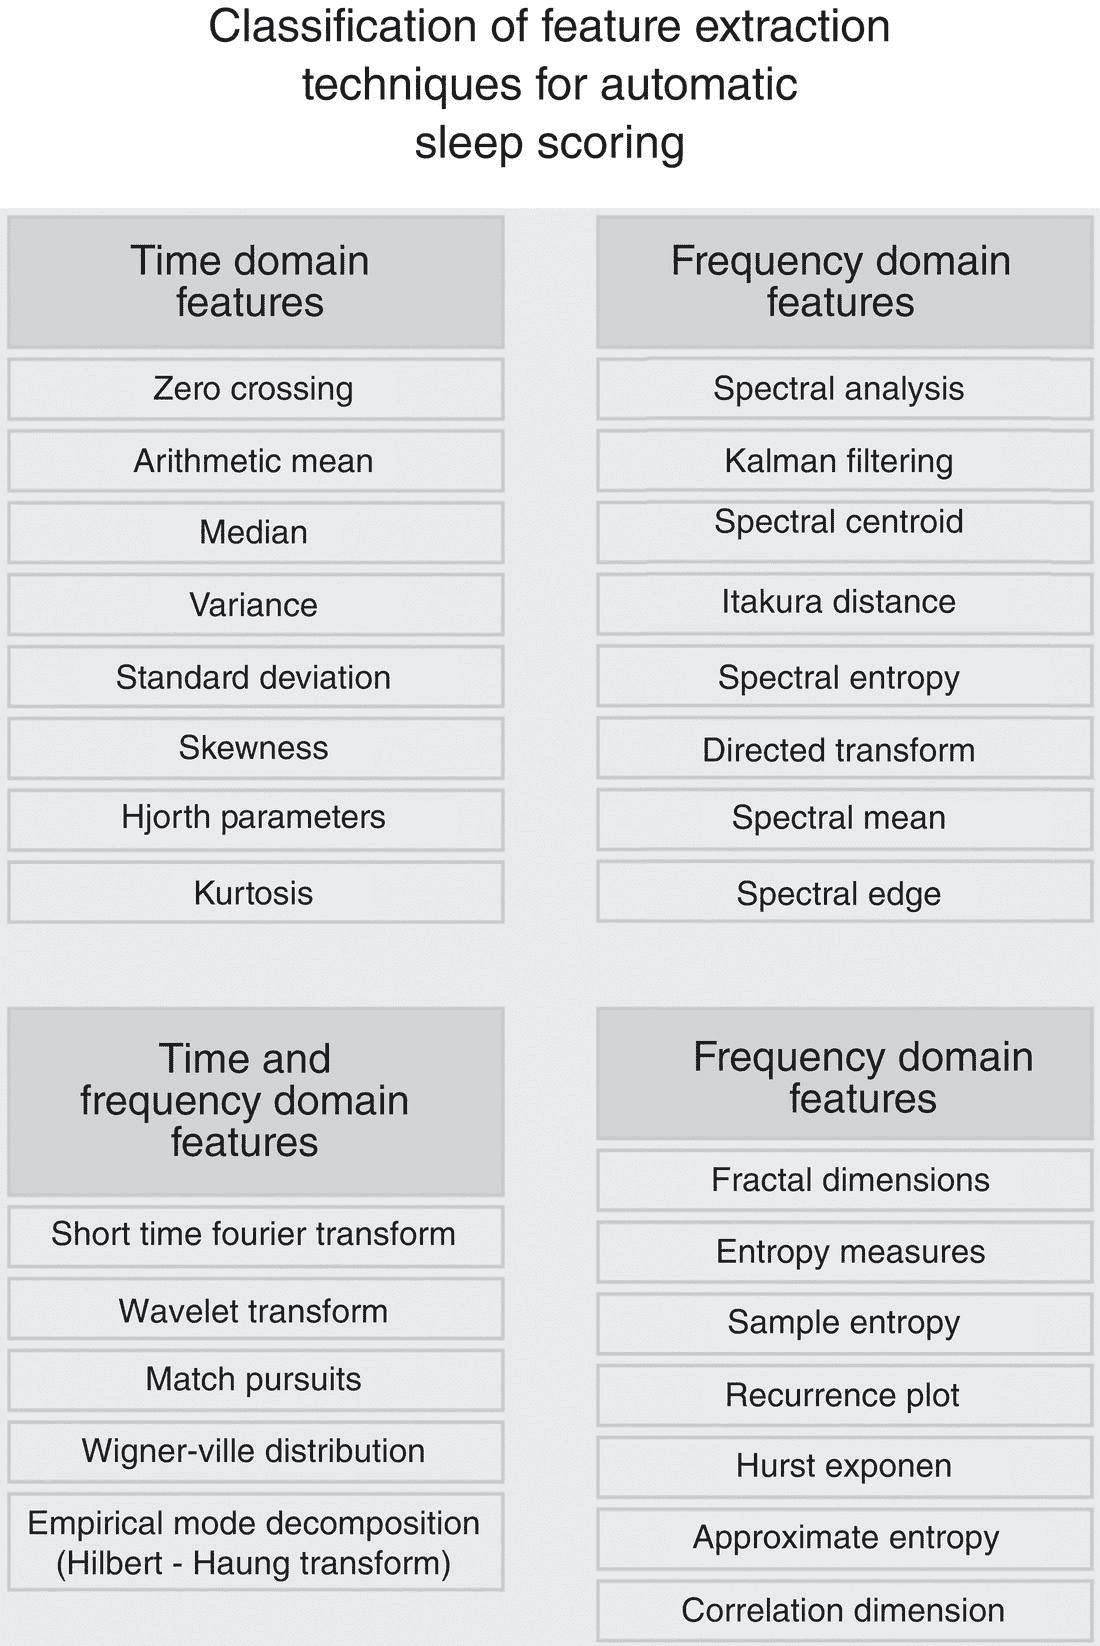 Classification of feature extraction
techniques for automatic
sleep scoring
Time domain
features
Zero crossing
Arithmetic mean
Median
Variance
Standard deviation
Skewness
Hjorth parameters
Kurtosis
Frequency domain
features
Spectral analysis
Kalman filtering
Spectral centroid
Itakura distance
Spectral entropy
Directed transform
Spectral mean
Spectral edge
Time and
frequency domain
features
Short time fourier transform
Wavelet transform
Match pursuits
Wigner-ville distribution
Empirical mode decomposition
(Hilbert - Haung transform)
Frequency domain
features
Fractal dimensions
Entropy measures
Sample entropy
Recurrence plot
Hurst exponen
Approximate entropy
Correlation dimension